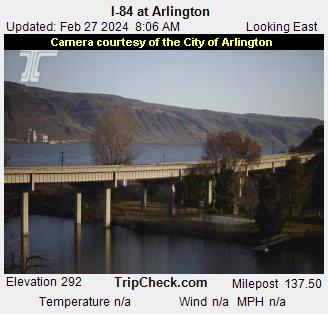 I-84 at Arlington
Updated: Feb 27 2024 8:06 AM Looking East
Camera courtesy of the City of Arlington
Elevation 292 TripCheck.com Milepost 137.50
Temperature n/a Wind n/a MPH n/a